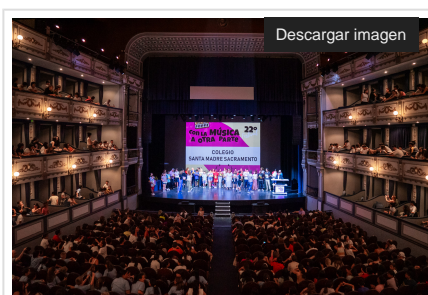 Descargar imagen
CON LA MÚSICA
A OTRA PARTE
22º
COLEGIO
SANTA MADRE SACRAMENTO